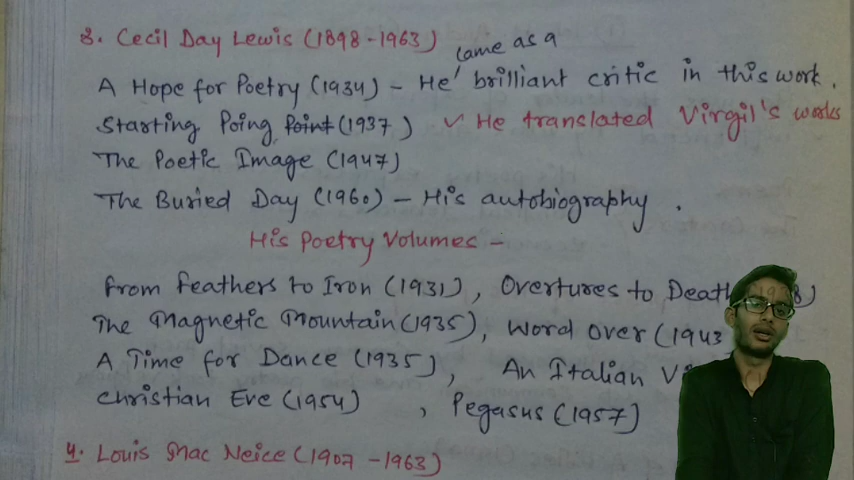 3. Cecil Day Lewis (1898-1963)
came as a
A Hope for Poetry (1934) - He brilliant critic in this work.
Starting Poing, Point (1937) ✓ He translated Virgil's works
The Poetic Image (1947)
The Buried Day (1960) - His autobiography.
His Poetry Volumes -
From Feathers to Iron (1931), Overtures to Death 8)
The Magnetic Mountain (1935), Word Over (1943
A Time for Dance (1935), An Italian
Christian Eve (1954), Pegasus (1957)
4. Louis Mac Neice (1907-1963)